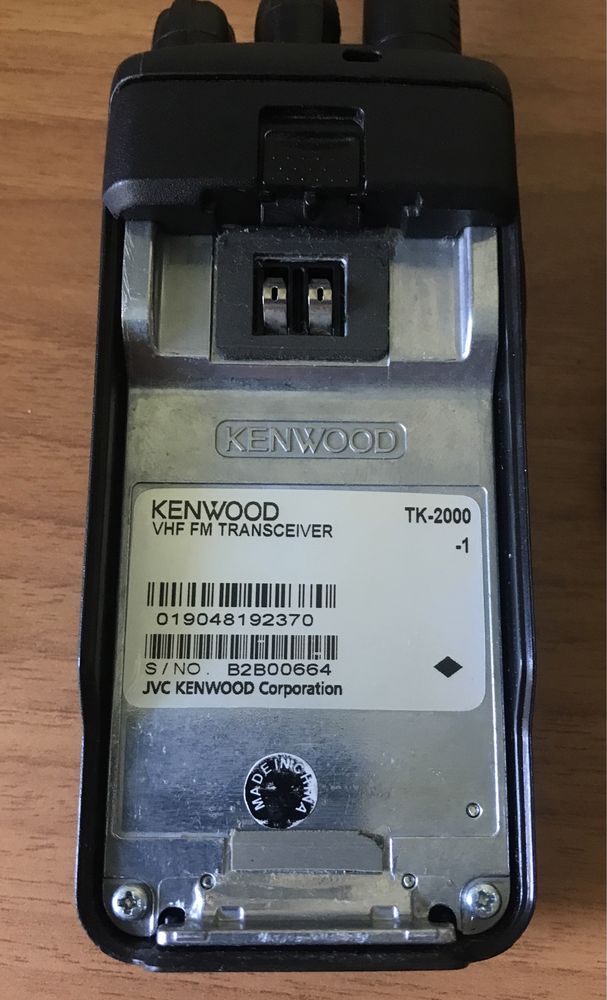 KENWOOD
KENWOOD
TK-2000
VHF FM TRANSCEIVER
-1
019048192370
S/NO. B2B00664
JVC KENWOOD Corporation
MADE IN CHINA